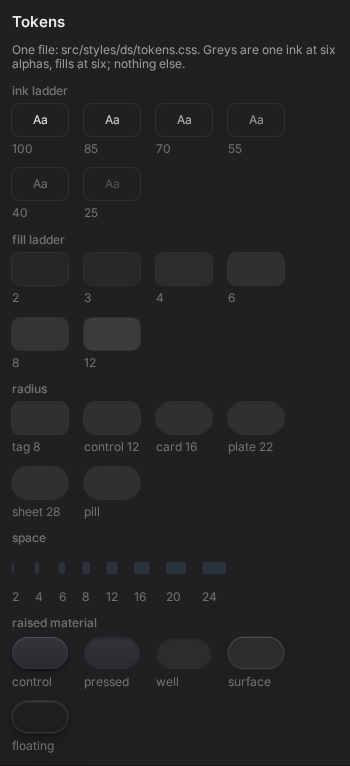 Tokens
One file: src/styles/ds/tokens.css. Greys are one ink at six
alphas, fills at six; nothing else.
ink ladder
Aa Aa Aa Aa
100 85 70 55
Aa Aa
40 25
fill ladder
2 3 4 6
8 12
radius
tag 8 control 12 card 16 plate 22
sheet 28 pill
space
2 4 6 8 12 16 20 24
raised material
control pressed well surface
floating